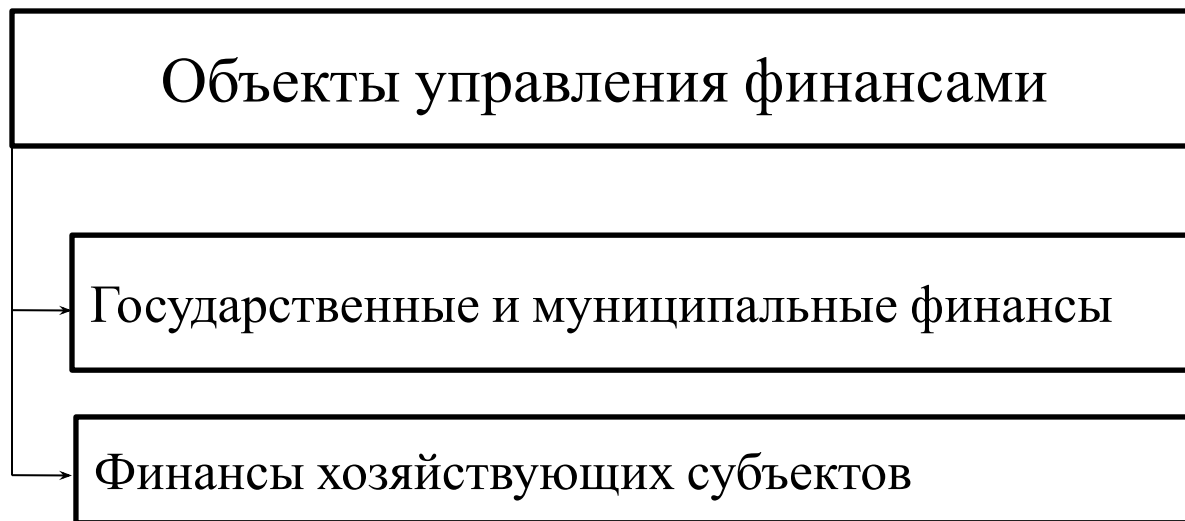 Объекты управления финансами
Государственные и муниципальные финансы
Финансы хозяйствующих субъектов